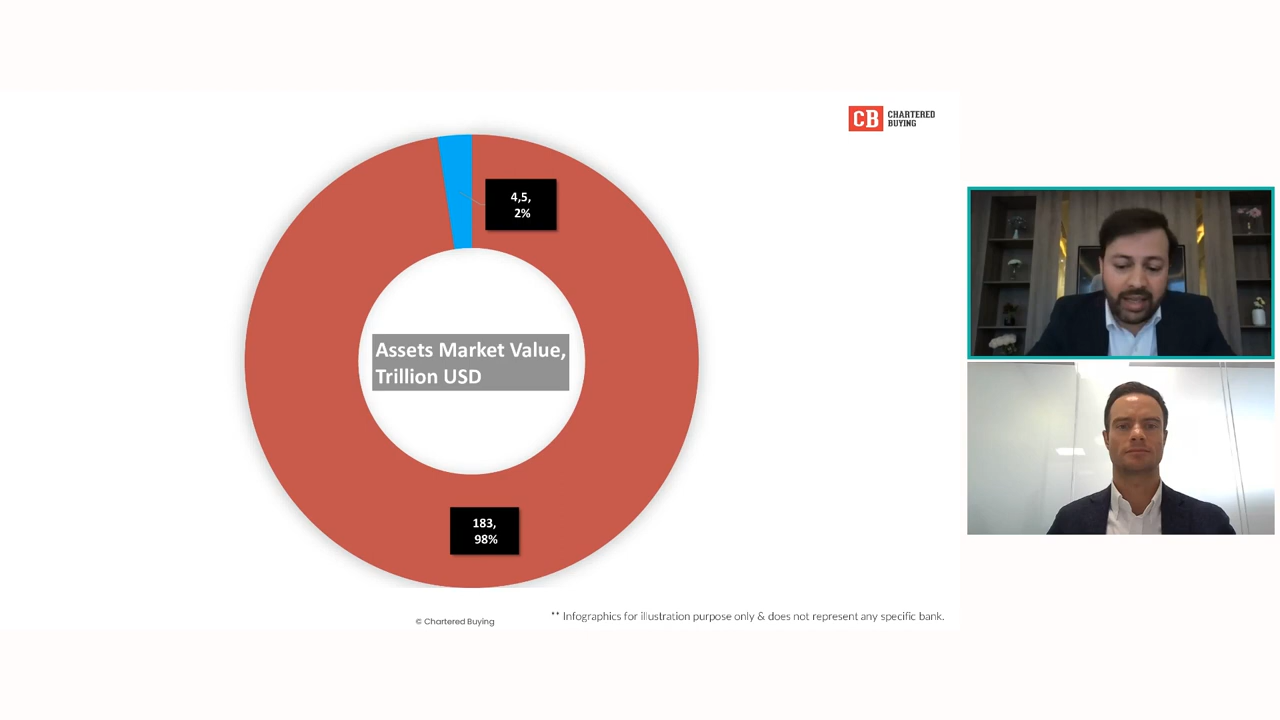 CB CHARTERED
BUYING
4,5,
2%
Assets Market Value,
Trillion USD
183,
98%
** Infographics for illustration purpose only & does not represent any specific bank.
© Chartered Buying